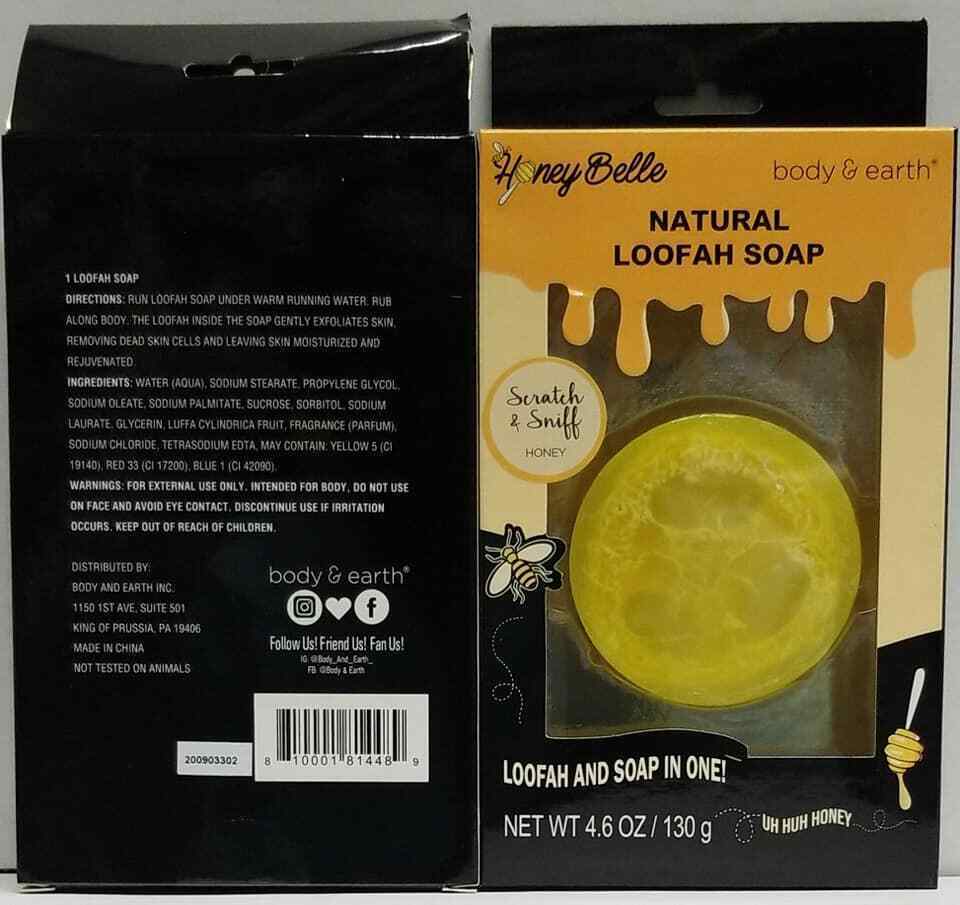 1 LOOFAH SOAP
DIRECTIONS: RUN LOOFAH SOAP UNDER WARM RUNNING WATER. RUB
ALONG BODY. THE LOOFAH INSIDE THE SOAP GENTLY EXFOLIATES SKIN,
REMOVING DEAD SKIN CELLS AND LEAVING SKIN MOISTURIZED AND
REJUVENATED
INGREDIENTS: WATER (AQUA), SODIUM STEARATE, PROPYLENE GLYCOL,
SODIUM OLEATE, SODIUM PALMITATE, SUCROSE, SORBITOL, SODIUM
LAURATE, GLYCERIN, LUFFA CYLINDRICA FRUIT, FRAGRANCE (PARFUM),
SODIUM CHLORIDE, TETRASODIUM EDTA, MAY CONTAIN: YELLOW 5 (CI
19140), RED 33 (CI 17200), BLUE 1 (CI 42090).
WARNINGS: FOR EXTERNAL USE ONLY. INTENDED FOR BODY, DO NOT USE
ON FACE AND AVOID EYE CONTACT. DISCONTINUE USE IF IRRITATION
OCCURS. KEEP OUT OF REACH OF CHILDREN.
DISTRIBUTED BY:
BODY AND EARTH INC.
1150 1ST AVE, SUITE 501
KING OF PRUSSIA, PA 19406
MADE IN CHINA
NOT TESTED ON ANIMALS
body & earth®
Follow Us! Friend Us! Fan Us!
IG: @Body_And_Earth_
FB: @Body & Earth
200903302
8 10001 81448 9
Honey Belle
body & earth®
NATURAL
LOOFAH SOAP
Scratch
& Sniff
HONEY
LOOFAH AND SOAP IN ONE!
NET WT 4.6 OZ / 130 g
UH HUH HONEY